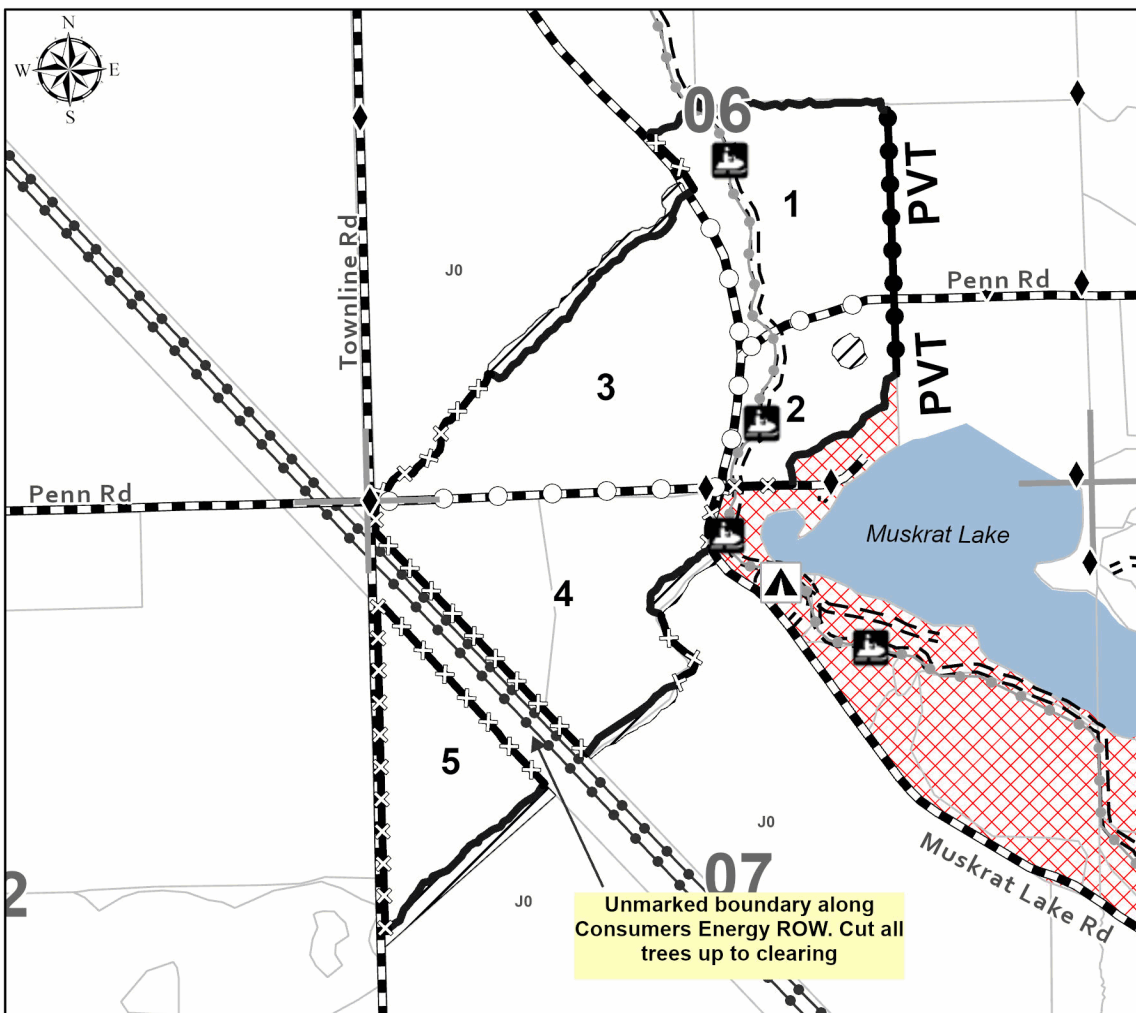 N
W E
S
06
PVT
1
Townline Rd
J0
Penn Rd
3
PVT
2
Penn Rd
Muskrat Lake
4
5
J0
07
2
J0
Muskrat Lake Rd
Unmarked boundary along
Consumers Energy ROW. Cut all
trees up to clearing